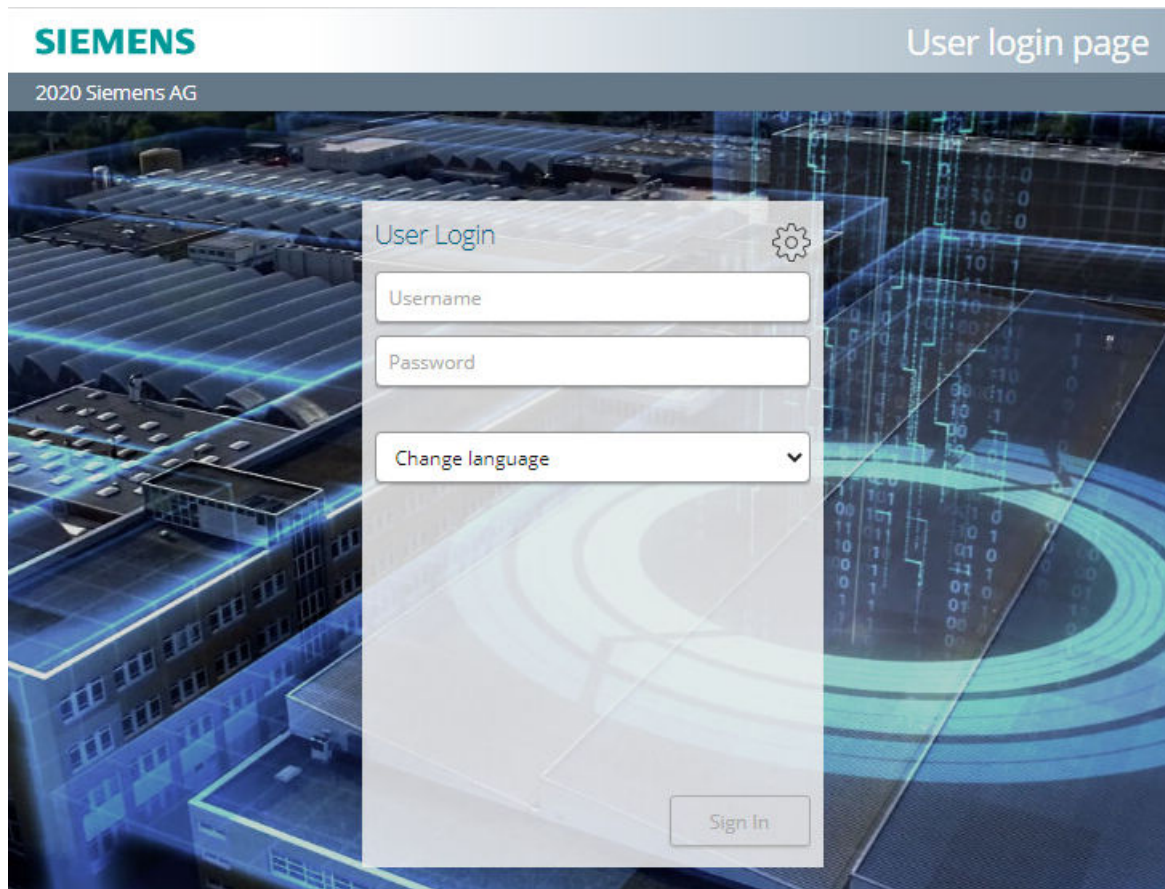 SIEMENS
User login page
2020 Siemens AG
User Login
Username
Password
Change language
Sign In